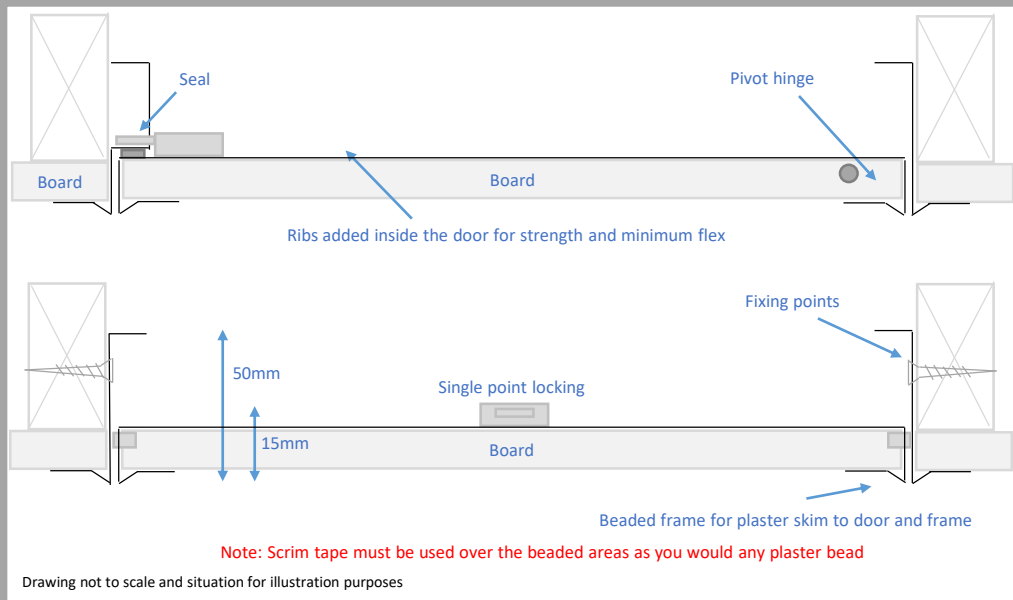 Seal
Pivot hinge
Board
Board
Ribs added inside the door for strength and minimum flex
Fixing points
50mm
Single point locking
15mm
Board
Beaded frame for plaster skim to door and frame
Note: Scrim tape must be used over the beaded areas as you would any plaster bead
Drawing not to scale and situation for illustration purposes